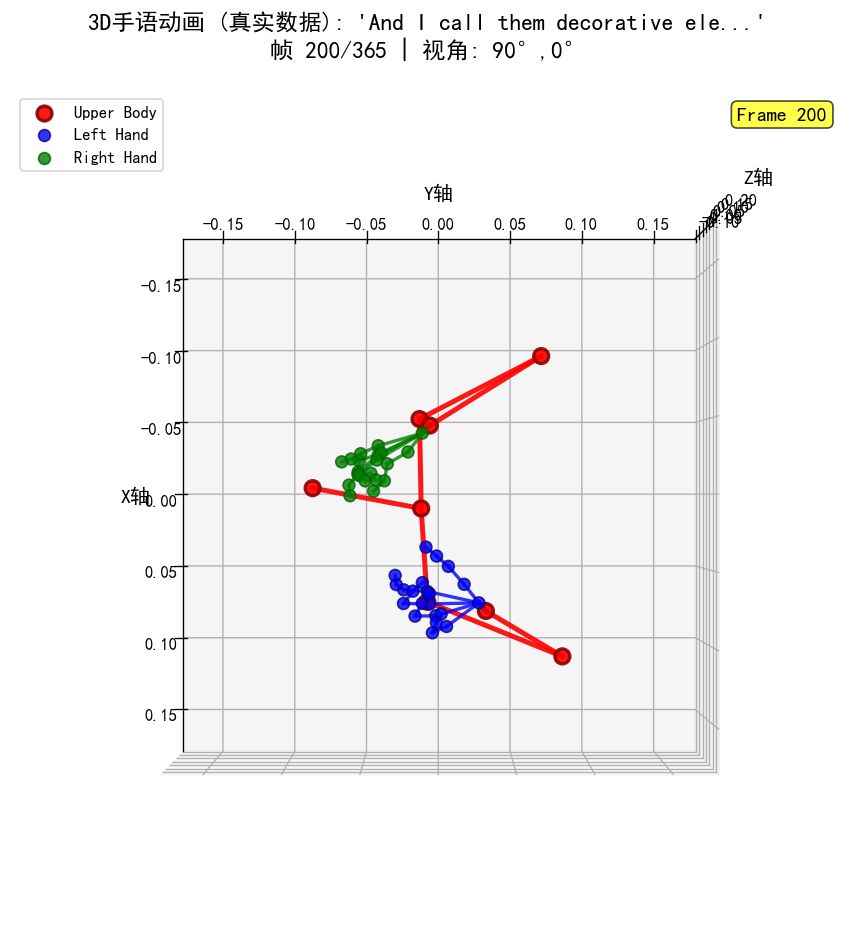 3D手语动画 (真实数据): 'And I call them decorative ele...'
帧 200/365 | 视角: 90°,0°
Upper Body
Left Hand
Right Hand
Frame 200
Z轴
Y轴
-0.15 -0.10 -0.05 0.00 0.05 0.10 0.15
-0.15
-0.10
-0.05
X轴
0.00
0.05
0.10
0.15